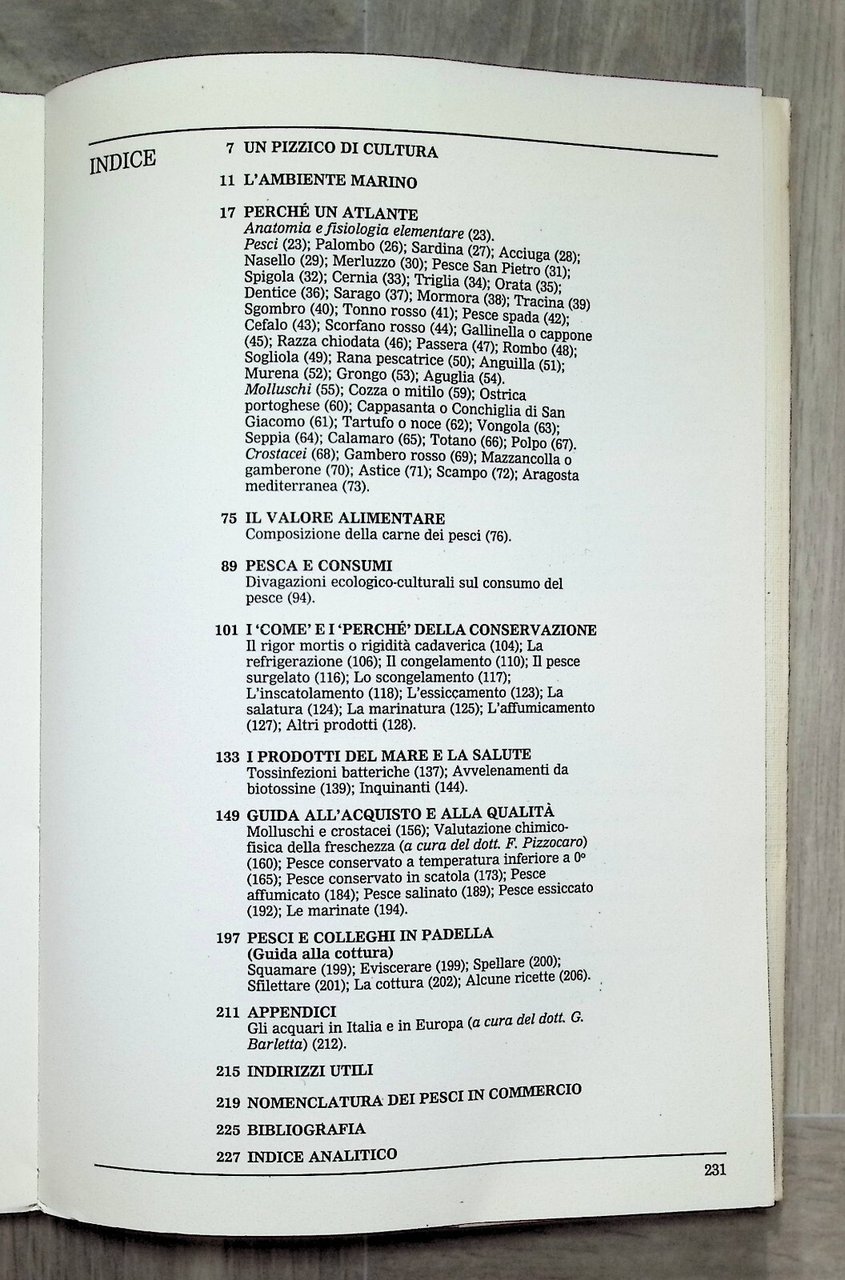 INDICE
7 UN PIZZICO DI CULTURA
11 L'AMBIENTE MARINO
17 PERCHÉ UN ATLANTE
Anatomia e fisiologia elementare (23).
Pesci (23); Palombo (26); Sardina (27); Acciuga (28);
Nasello (29); Merluzzo (30); Pesce San Pietro (31);
Spigola (32); Cernia (33); Triglia (34); Orata (35);
Dentice (36); Sarago (37); Mormora (38); Tracina (39)
Sgombro (40); Tonno rosso (41); Pesce spada (42);
Cefalo (43); Scorfano rosso (44); Gallinella o cappone
(45); Razza chiodata (46); Passera (47); Rombo (48);
Sogliola (49); Rana pescatrice (50); Anguilla (51);
Murena (52); Grongo (53); Aguglia (54).
Molluschi (55); Cozza o mitilo (59); Ostrica
portoghese (60); Cappasanta o Conchiglia di San
Giacomo (61); Tartufo o noce (62); Vongola (63);
Seppia (64); Calamaro (65); Totano (66); Polpo (67).
Crostacei (68); Gambero rosso (69); Mazzancolla o
gamberone (70); Astice (71); Scampo (72); Aragosta
mediterranea (73).
75 IL VALORE ALIMENTARE
Composizione della carne dei pesci (76).
89 PESCA E CONSUMI
Divagazioni ecologico-culturali sul consumo del
pesce (94).
101 I 'COME' E I 'PERCHÉ' DELLA CONSERVAZIONE
Il rigor mortis o rigidità cadaverica (104); La
refrigerazione (106); Il congelamento (110); Il pesce
surgelato (116); Lo scongelamento (117);
L'inscatolamento (118); L'essiccamento (123); La
salatura (124); La marinatura (125); L'affumicamento
(127); Altri prodotti (128).
133 I PRODOTTI DEL MARE E LA SALUTE
Tossinfezioni batteriche (137); Avvelenamenti da
biotossine (139); Inquinanti (144).
149 GUIDA ALL'ACQUISTO E ALLA QUALITÀ
Molluschi e crostacei (156); Valutazione chimico-
fisica della freschezza (a cura del dott. F. Pizzocaro)
(160); Pesce conservato a temperatura inferiore a 0°
(165); Pesce conservato in scatola (173); Pesce
affumicato (184); Pesce salinato (189); Pesce essiccato
(192); Le marinate (194).
197 PESCI E COLLEGHI IN PADELLA
(Guida alla cottura)
Squamare (199); Eviscerare (199); Spellare (200);
Sfilettare (201); La cottura (202); Alcune ricette (206).
211 APPENDICI
Gli acquari in Italia e in Europa (a cura del dott. G.
Barletta) (212).
215 INDIRIZZI UTILI
219 NOMENCLATURA DEI PESCI IN COMMERCIO
225 BIBLIOGRAFIA
227 INDICE ANALITICO
231